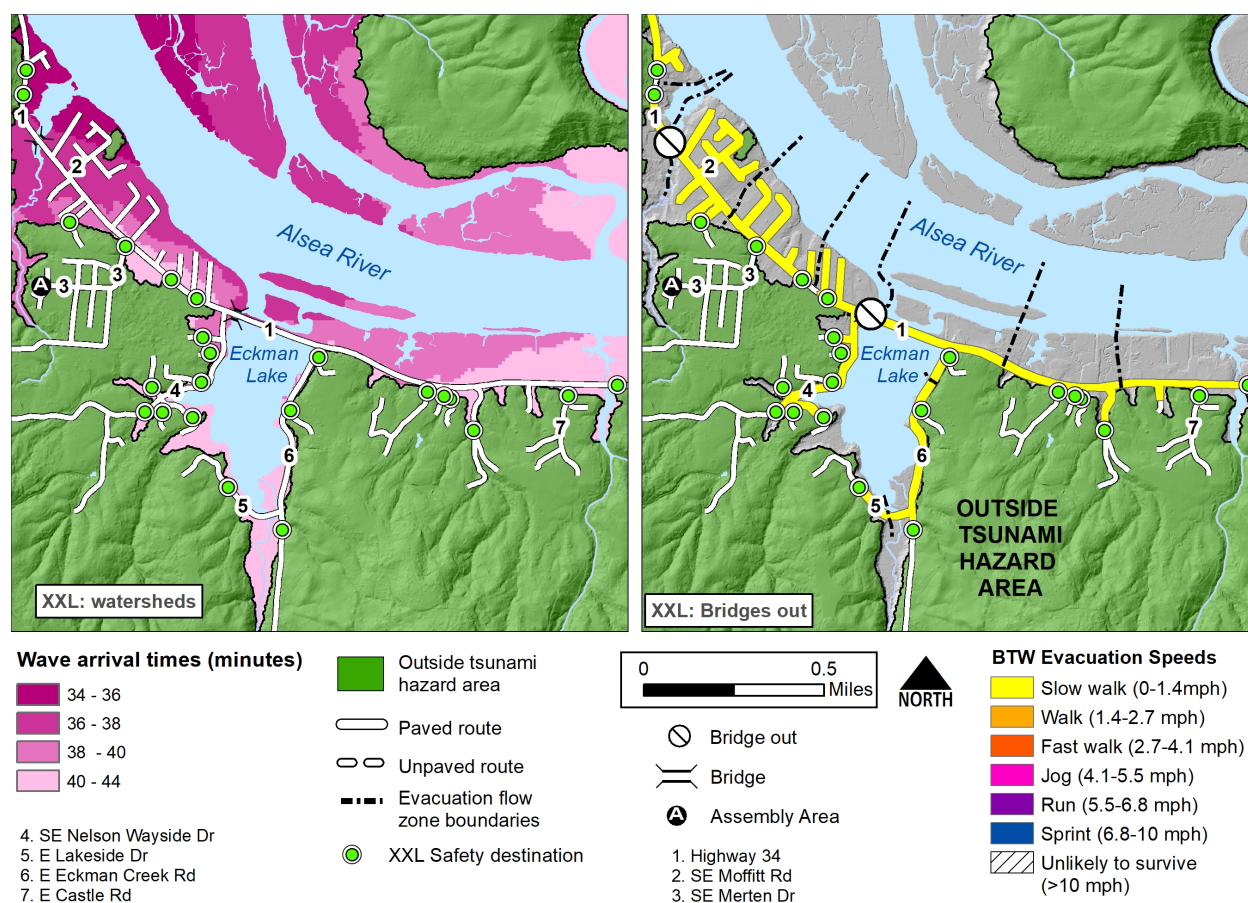 1
2
3
A
3
Alsea River
1
Eckman
Lake
4
6
5
7
XXL: watersheds
1
2
3
A
3
Alsea River
1
Eckman
Lake
4
6
5
7
OUTSIDE
TSUNAMI
HAZARD
AREA
XXL: Bridges out
Wave arrival times (minutes)
34 - 36
36 - 38
38 - 40
40 - 44
4. SE Nelson Wayside Dr
5. E Lakeside Dr
6. E Eckman Creek Rd
7. E Castle Rd
Outside tsunami
hazard area
Paved route
Unpaved route
Evacuation flow
zone boundaries
XXL Safety destination
0 0.5
Miles
NORTH
Bridge out
Bridge
A Assembly Area
1. Highway 34
2. SE Moffitt Rd
3. SE Merten Dr
BTW Evacuation Speeds
Slow walk (0-1.4mph)
Walk (1.4-2.7 mph)
Fast walk (2.7-4.1 mph)
Jog (4.1-5.5 mph)
Run (5.5-6.8 mph)
Sprint (6.8-10 mph)
Unlikely to survive
(>10 mph)